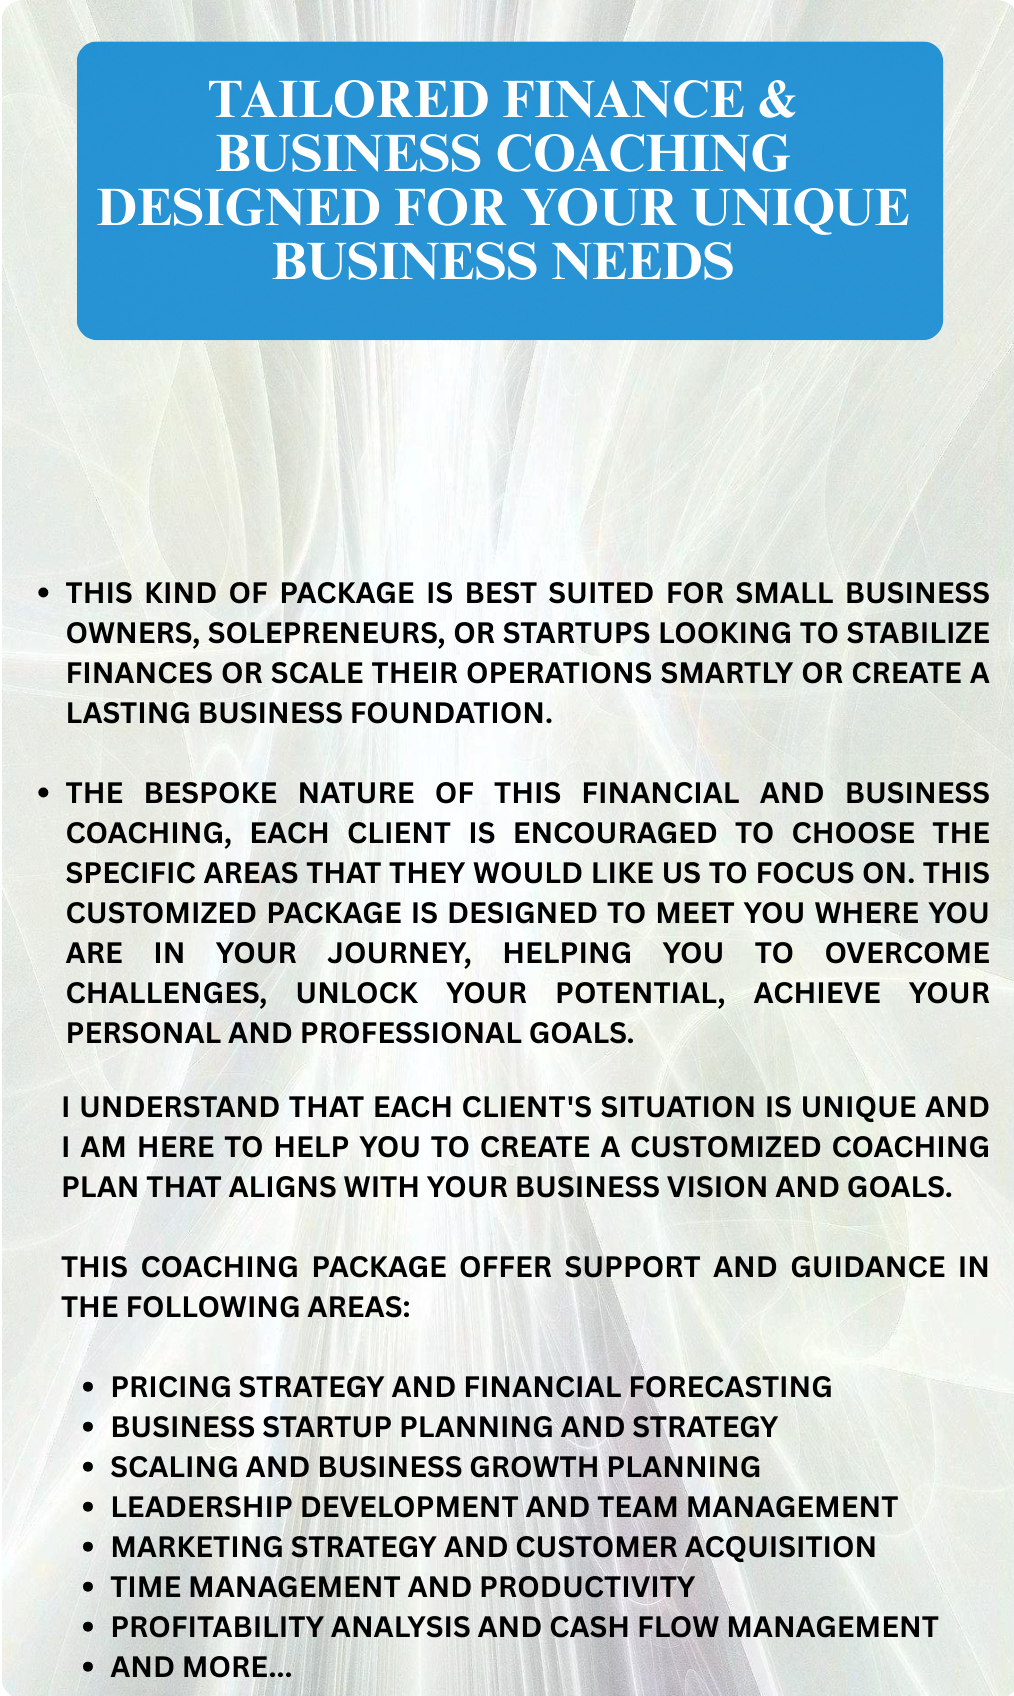 TAILORED FINANCE &
BUSINESS COACHING
DESIGNED FOR YOUR UNIQUE
BUSINESS NEEDS
• THIS KIND OF PACKAGE IS BEST SUITED FOR SMALL BUSINESS
OWNERS, SOLEPRENEURS, OR STARTUPS LOOKING TO STABILIZE
FINANCES OR SCALE THEIR OPERATIONS SMARTLY OR CREATE A
LASTING BUSINESS FOUNDATION.
• THE BESPOKE NATURE OF THIS FINANCIAL AND BUSINESS
COACHING, EACH CLIENT IS ENCOURAGED TO CHOOSE THE
SPECIFIC AREAS THAT THEY WOULD LIKE US TO FOCUS ON. THIS
CUSTOMIZED PACKAGE IS DESIGNED TO MEET YOU WHERE YOU
ARE IN YOUR JOURNEY, HELPING YOU TO OVERCOME
CHALLENGES, UNLOCK YOUR POTENTIAL, ACHIEVE YOUR
PERSONAL AND PROFESSIONAL GOALS.
I UNDERSTAND THAT EACH CLIENT'S SITUATION IS UNIQUE AND
I AM HERE TO HELP YOU TO CREATE A CUSTOMIZED COACHING
PLAN THAT ALIGNS WITH YOUR BUSINESS VISION AND GOALS.
THIS COACHING PACKAGE OFFER SUPPORT AND GUIDANCE IN
THE FOLLOWING AREAS:
• PRICING STRATEGY AND FINANCIAL FORECASTING
• BUSINESS STARTUP PLANNING AND STRATEGY
• SCALING AND BUSINESS GROWTH PLANNING
• LEADERSHIP DEVELOPMENT AND TEAM MANAGEMENT
• MARKETING STRATEGY AND CUSTOMER ACQUISITION
• TIME MANAGEMENT AND PRODUCTIVITY
• PROFITABILITY ANALYSIS AND CASH FLOW MANAGEMENT
• AND MORE...